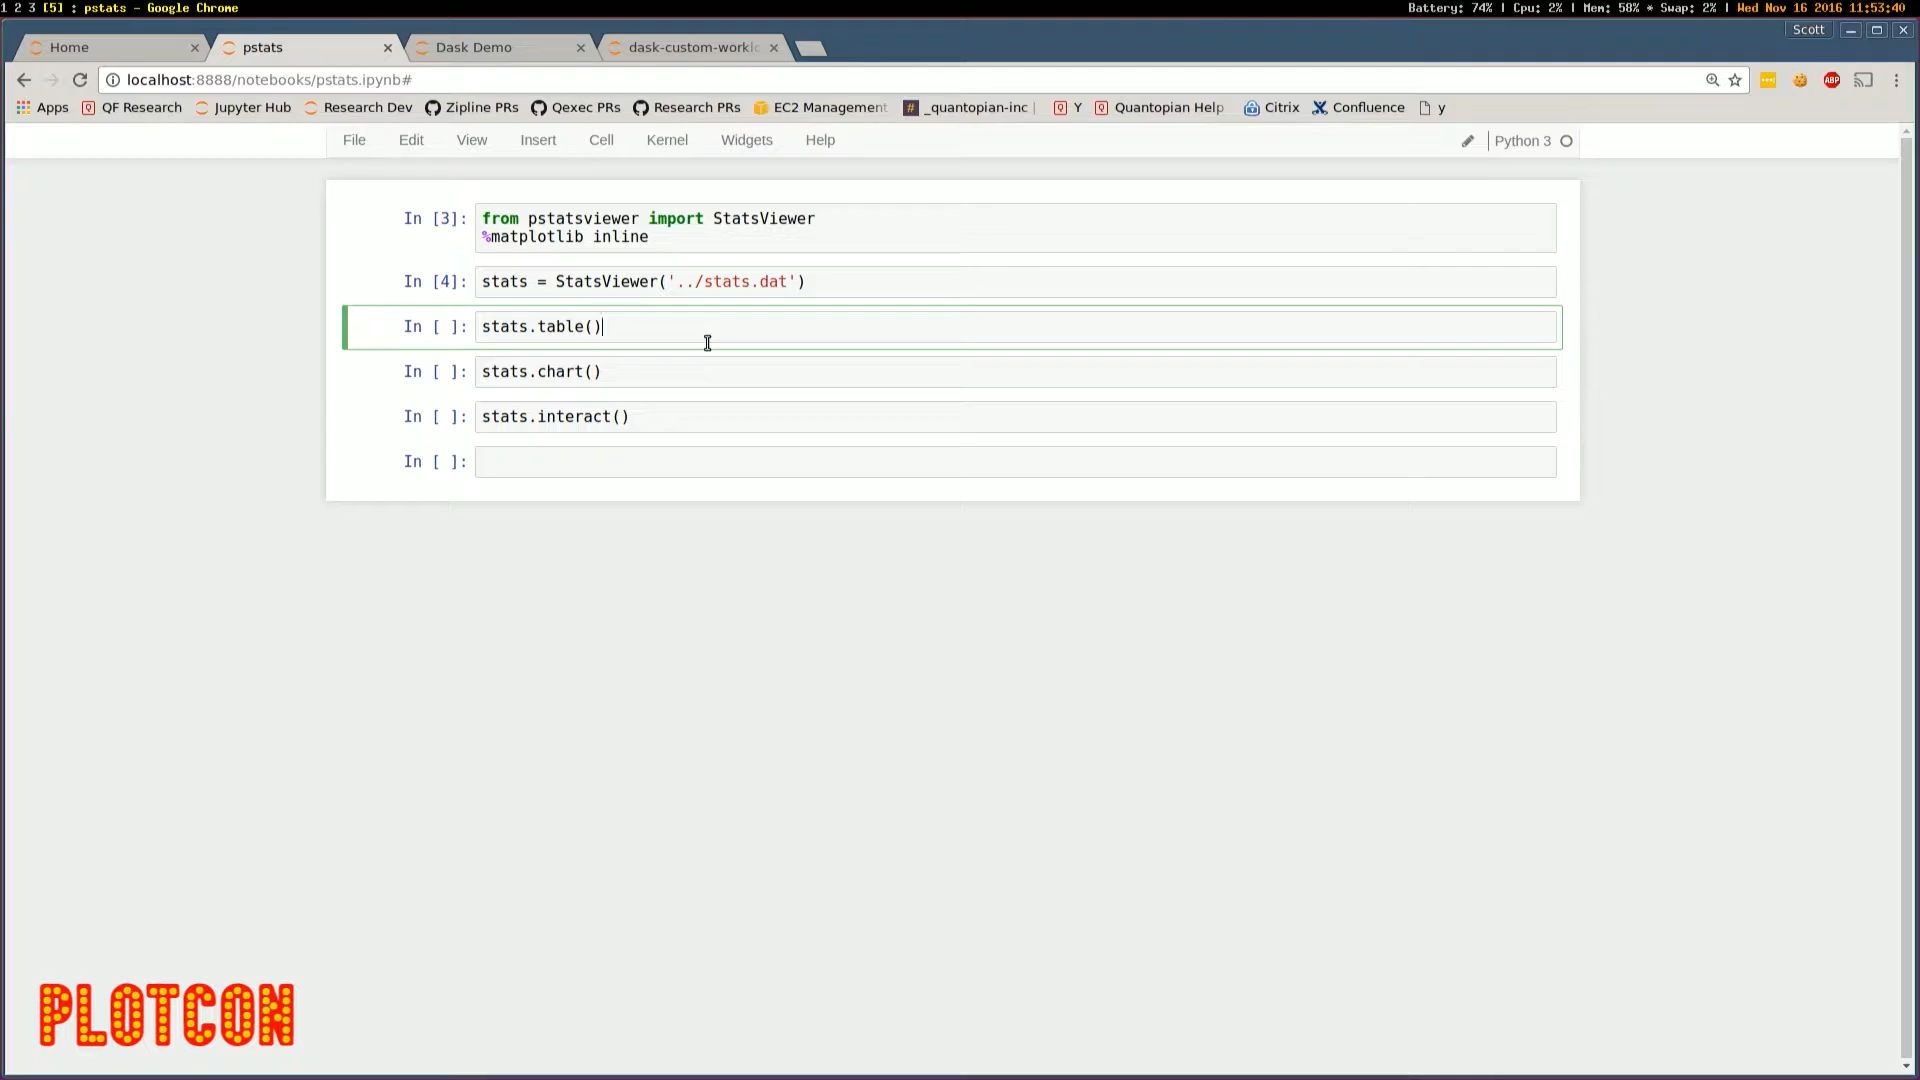 1 2 3 [5] : pstats - Google Chrome
Battery: 74% | Cpu: 2% | Mem: 58% * Swap: 2% | Wed Nov 16 2016 11:53:40
Home
pstats
Dask Demo
dask-custom-workl
Scott
localhost:8888/notebooks/pstats.ipynb#
Apps
QF Research
Jupyter Hub
Research Dev
Zipline PRs
Qexec PRs
Research PRs
EC2 Management
_quantopian-inc |
Y
Quantopian Help
Citrix
Confluence
y
ABP
File Edit View Insert Cell Kernel Widgets Help
Python 3
In [3]: from pstatsviewer import StatsViewer
%matplotlib inline
In [4]: stats = StatsViewer('../stats.dat')
In [ ]: stats.table()
In [ ]: stats.chart()
In [ ]: stats.interact()
In [ ]:
PLOTCON